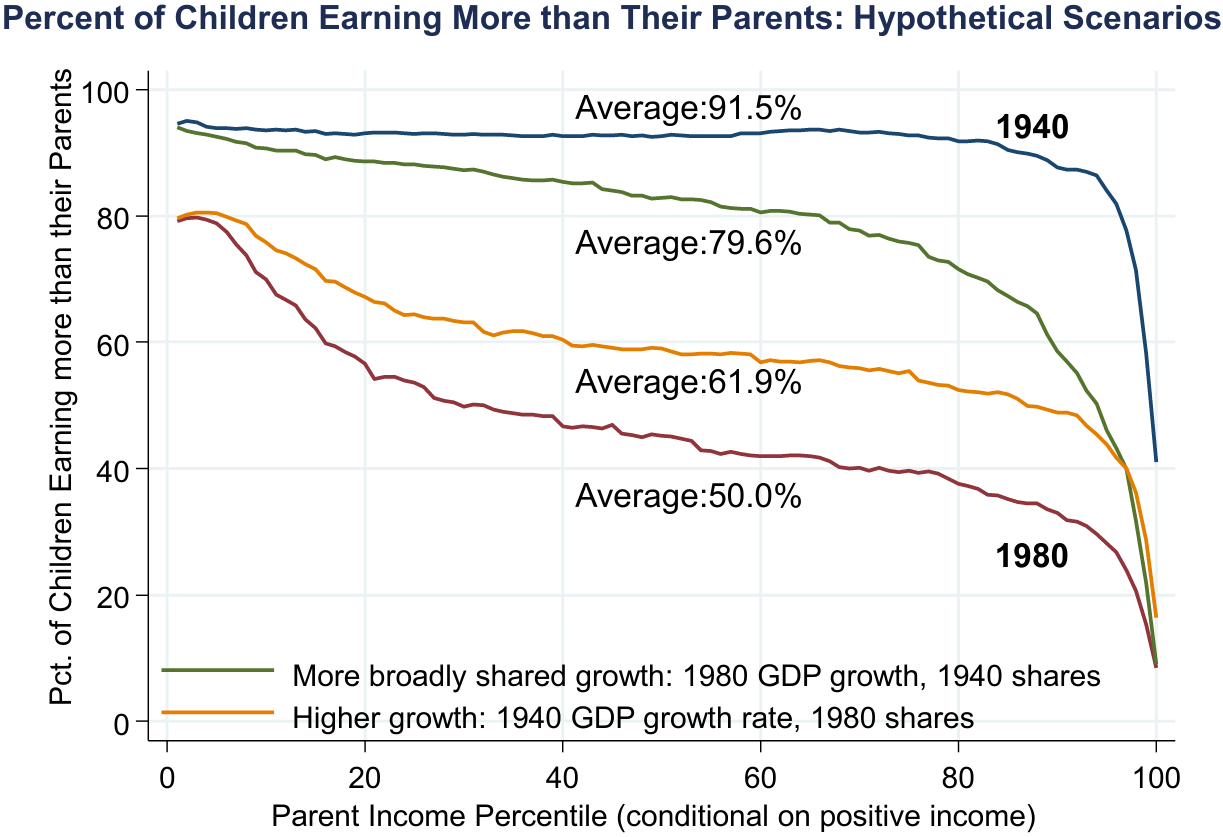 Percent of Children Earning More than Their Parents: Hypothetical Scenarios
Pct. of Children Earning more than their Parents
100
80
60
40
20
0
Average:91.5%
1940
Average:79.6%
Average:61.9%
Average:50.0%
1980
More broadly shared growth: 1980 GDP growth, 1940 shares
Higher growth: 1940 GDP growth rate, 1980 shares
0 20 40 60 80 100
Parent Income Percentile (conditional on positive income)